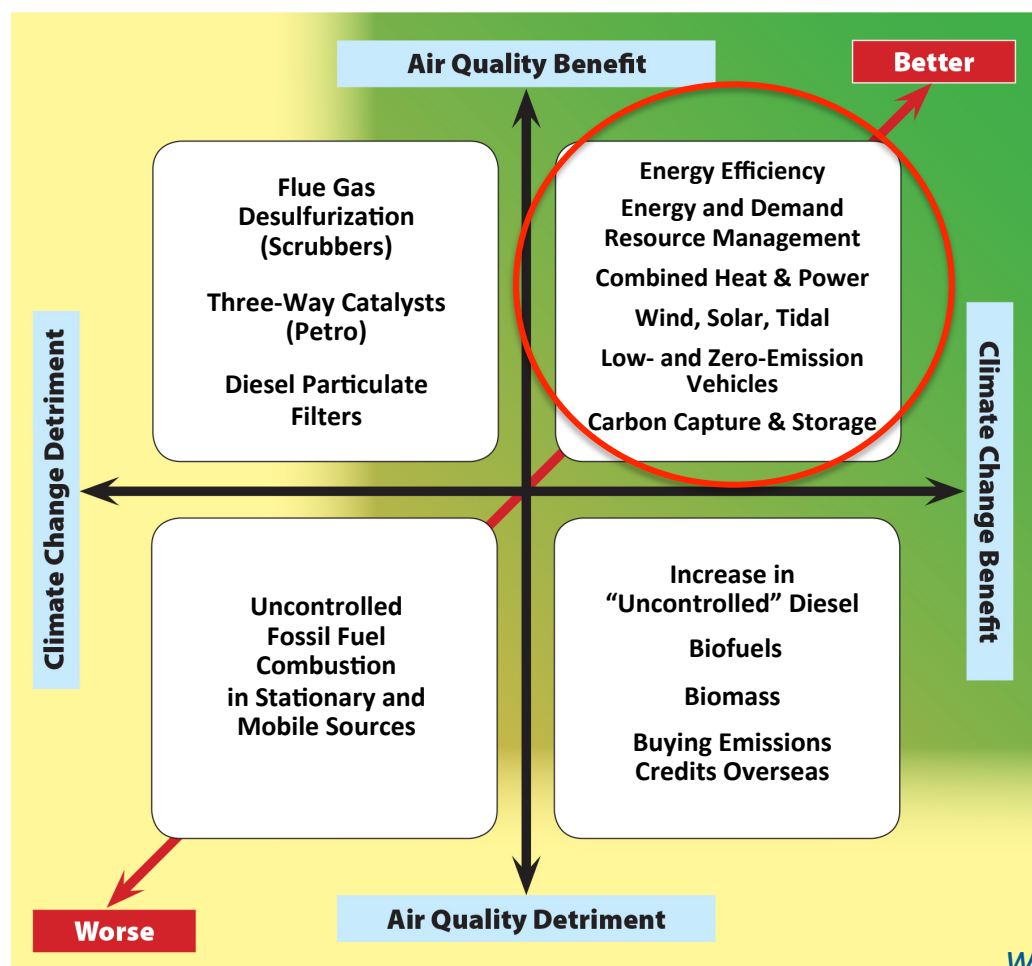 Air Quality Benefit
Better
Flue Gas
Desulfurization
(Scrubbers)
Three-Way Catalysts
(Petro)
Diesel Particulate
Filters
Energy Efficiency
Energy and Demand
Resource Management
Combined Heat & Power
Wind, Solar, Tidal
Low- and Zero-Emission
Vehicles
Carbon Capture & Storage
Climate Change Detriment
Climate Change Benefit
Uncontrolled
Fossil Fuel
Combustion
in Stationary and
Mobile Sources
Increase in
“Uncontrolled” Diesel
Biofuels
Biomass
Buying Emissions
Credits Overseas
Worse
Air Quality Detriment